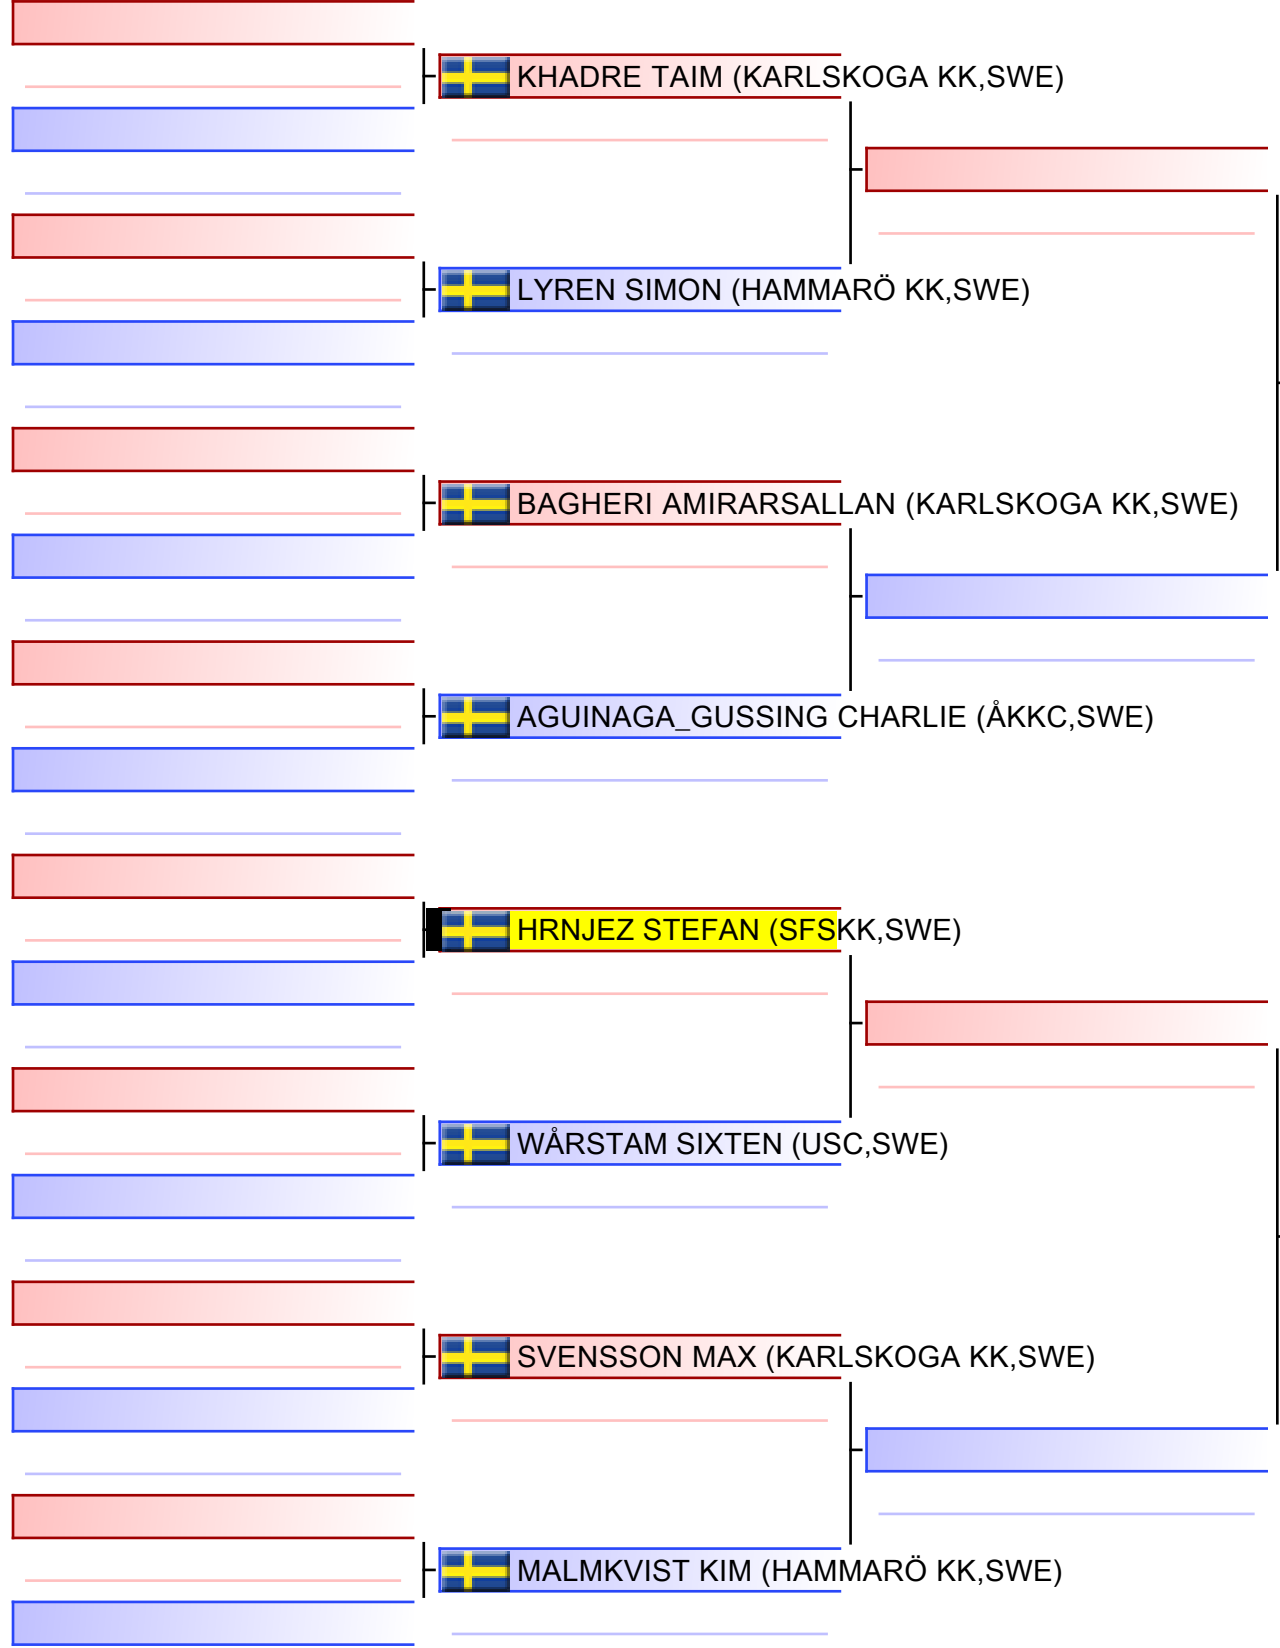 KHADRE TAIM (KARLSKOGA KK,SWE)
LYREN SIMON (HAMMARÖ KK,SWE)
BAGHERI AMIRARSALLAN (KARLSKOGA KK,SWE)
AGUINAGA_GUSSING CHARLIE (ÅKKC,SWE)
HRNJEZ STEFAN (SFSKK,SWE)
WÅRSTAM SIXTEN (USC,SWE)
SVENSSON MAX (KARLSKOGA KK,SWE)
MALMKVIST KIM (HAMMARÖ KK,SWE)